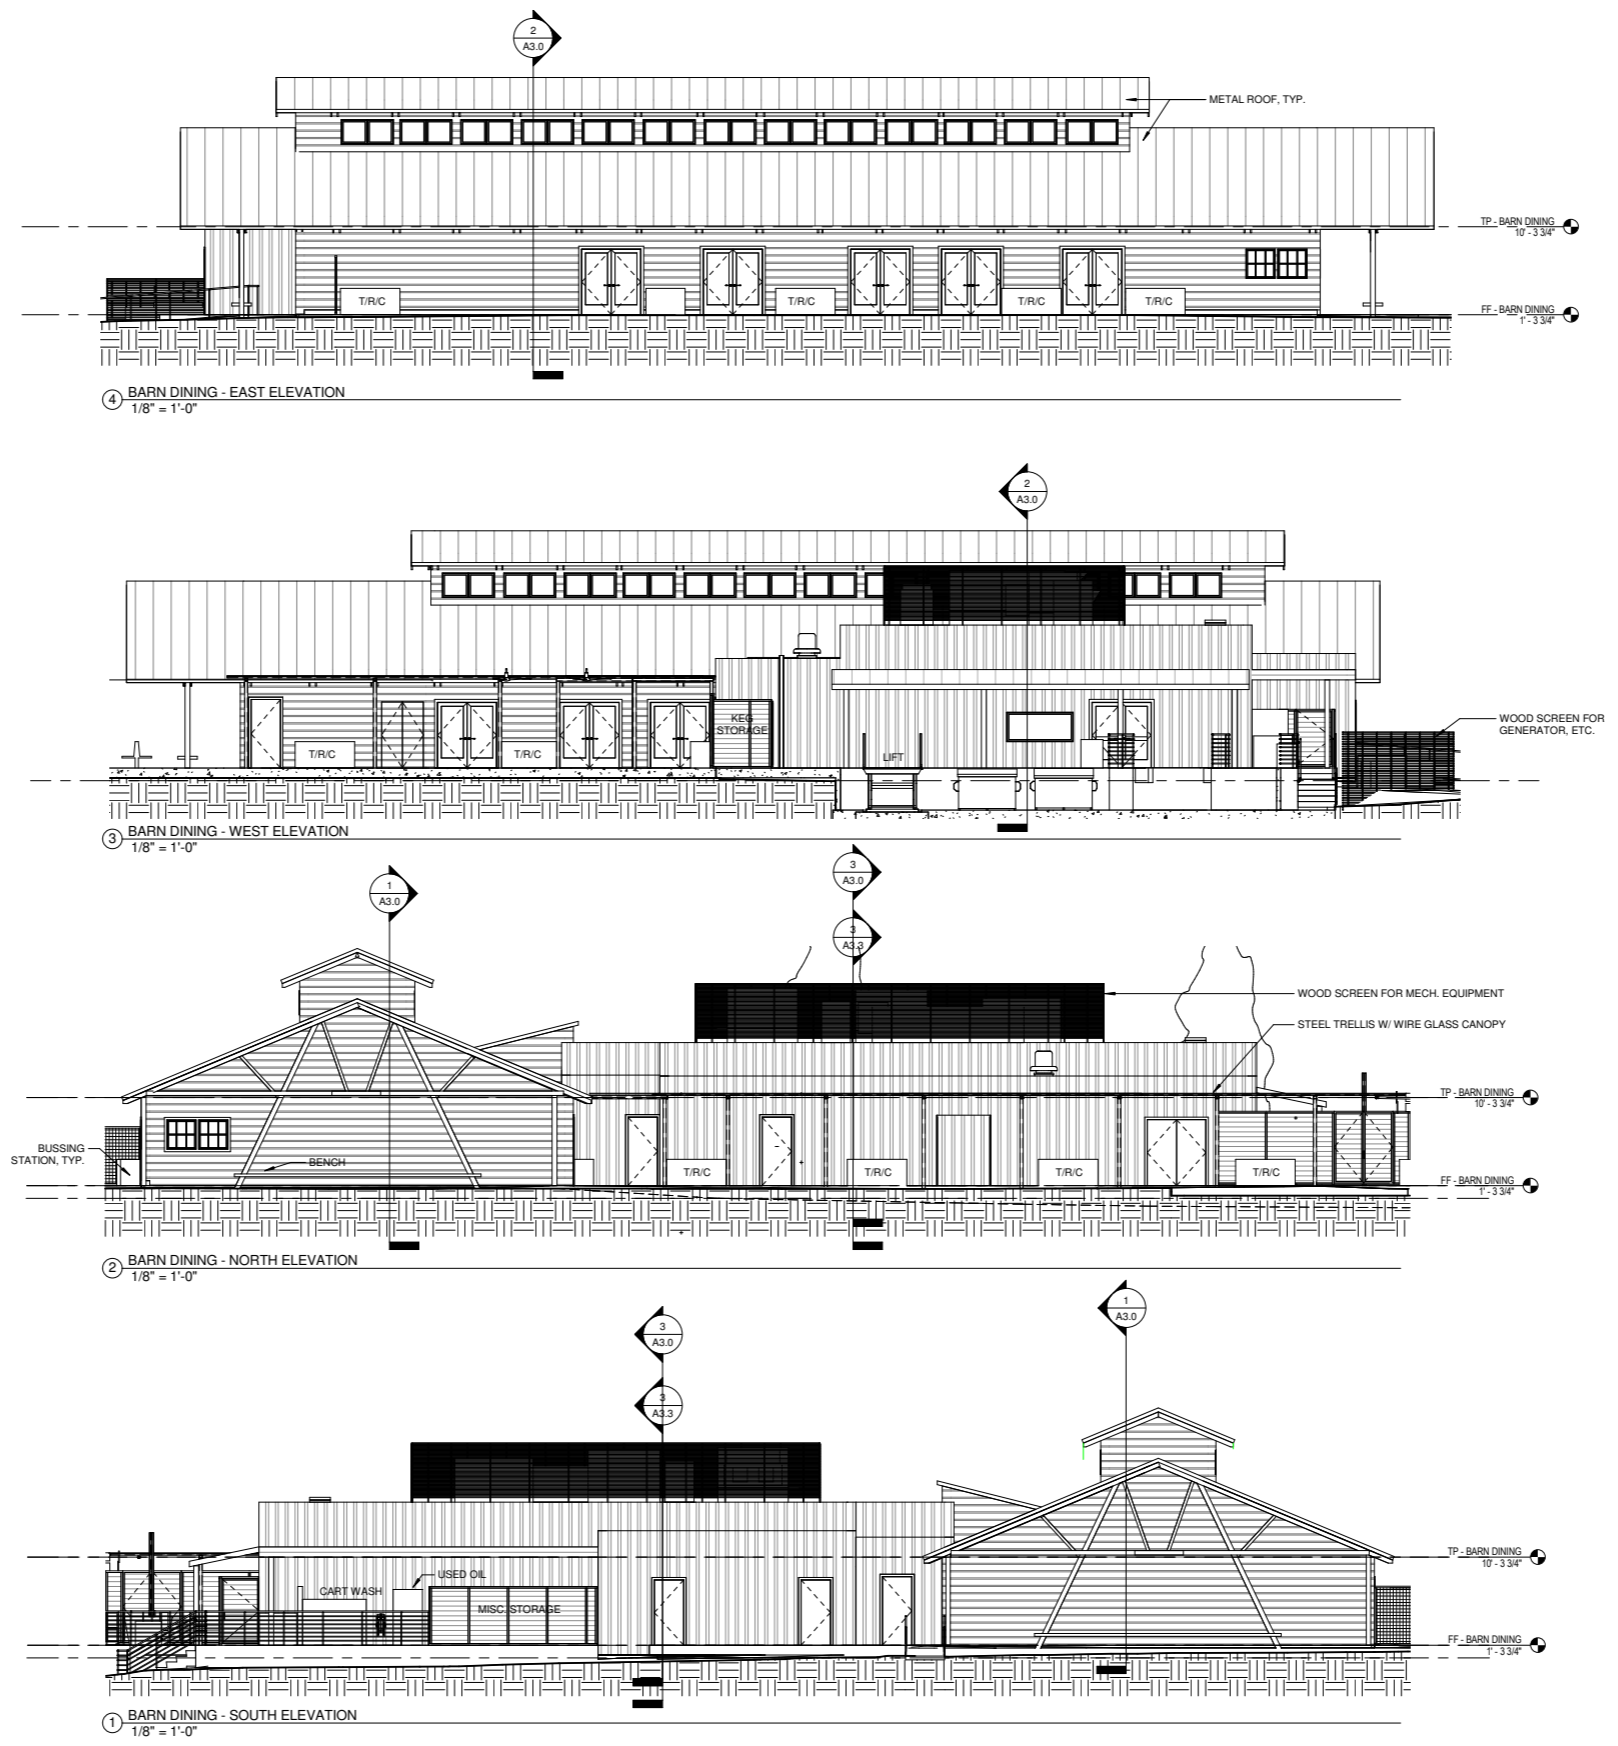 2
A3.0
METAL ROOF, TYP.
TP - BARN DINING
10' - 3 3/4"
T/R/C
T/R/C
T/R/C
T/R/C
FF - BARN DINING
1' - 3 3/4"
4
BARN DINING - EAST ELEVATION
1/8" = 1'-0"
2
A3.0
KEG
STORAGE
WOOD SCREEN FOR
GENERATOR, ETC.
T/R/C
T/R/C
LIFT
3
BARN DINING - WEST ELEVATION
1/8" = 1'-0"
1
A3.0
3
A3.0
3
A3.3
WOOD SCREEN FOR MECH. EQUIPMENT
STEEL TRELLIS W/ WIRE GLASS CANOPY
TP - BARN DINING
10' - 3 3/4"
BUSSING
STATION, TYP.
BENCH
T/R/C
T/R/C
T/R/C
T/R/C
FF - BARN DINING
1' - 3 3/4"
2
BARN DINING - NORTH ELEVATION
1/8" = 1'-0"
1
A3.0
3
A3.0
3
A3.3
TP - BARN DINING
10' - 3 3/4"
USED OIL
CART WASH
MISC. STORAGE
FF - BARN DINING
1' - 3 3/4"
1
BARN DINING - SOUTH ELEVATION
1/8" = 1'-0"